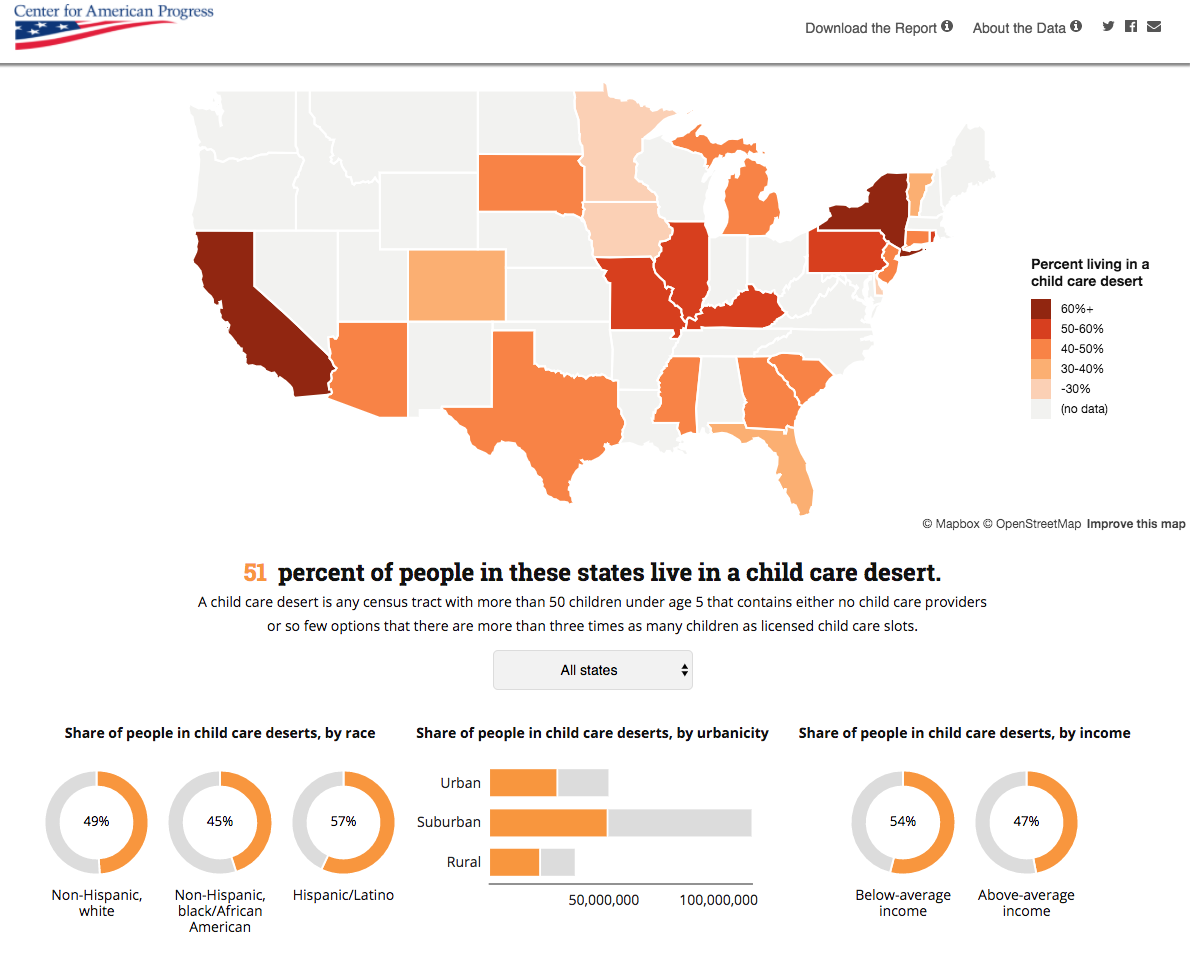 Center for American Progress
Download the Report
About the Data
Percent living in a
child care desert
60%+
50-60%
40-50%
30-40%
-30%
(no data)
© Mapbox © OpenStreetMap Improve this map
51 percent of people in these states live in a child care desert.
A child care desert is any census tract with more than 50 children under age 5 that contains either no child care providers
or so few options that there are more than three times as many children as licensed child care slots.
All states
Share of people in child care deserts, by race
49%
45%
57%
Non-Hispanic,
white
Non-Hispanic,
black/African
American
Hispanic/Latino
Share of people in child care deserts, by urbanicity
Urban
Suburban
Rural
50,000,000
100,000,000
Share of people in child care deserts, by income
54%
47%
Below-average
income
Above-average
income